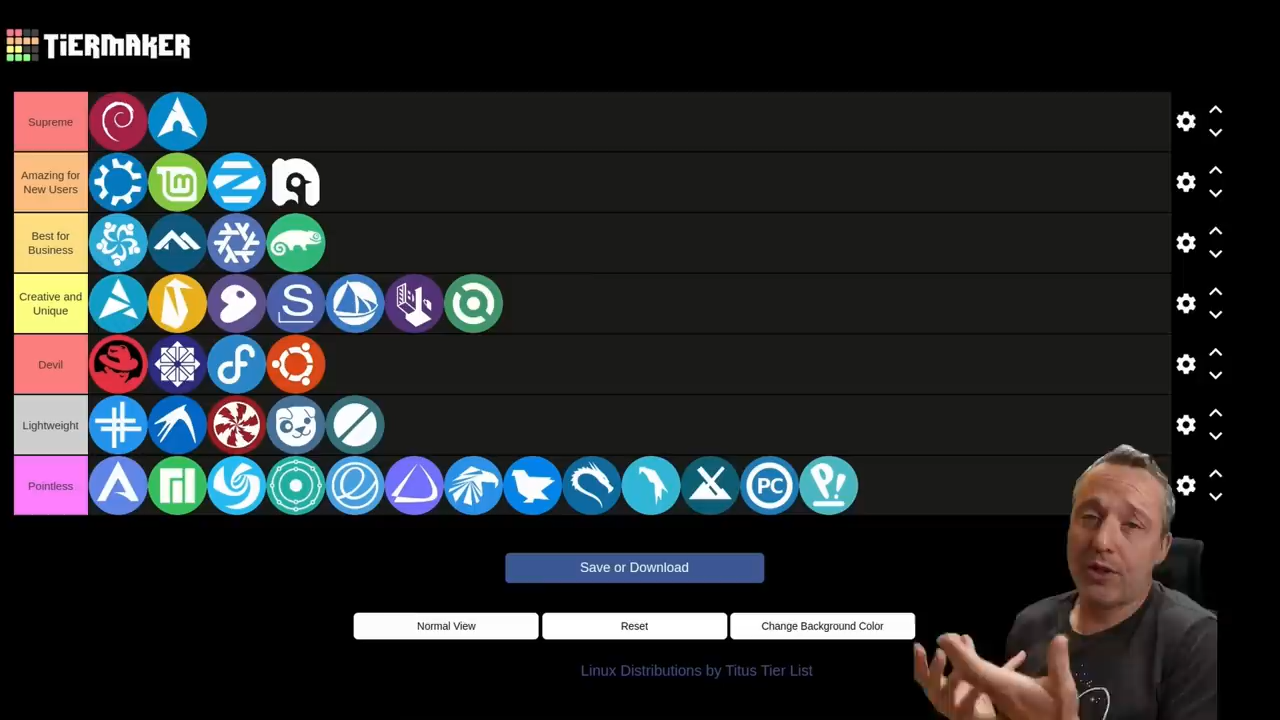 TiERMAKER
Supreme
Amazing for
New Users
Best for
Business
Creative and
Unique
S
Devil
Lightweight
Pointless
PC
Save or Download
Normal View
Reset
Change Background Color
Linux Distributions by Titus Tier List